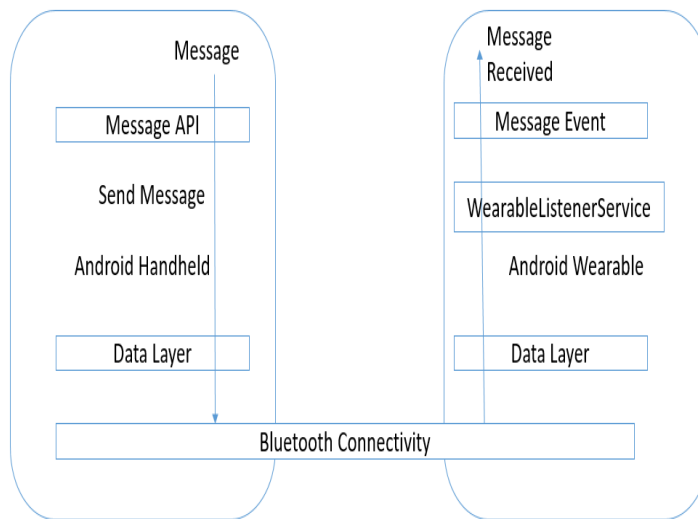 Message
Message API
Send Message
Android Handheld
Data Layer
Message
Received
Message Event
WearableListenerService
Android Wearable
Data Layer
Bluetooth Connectivity